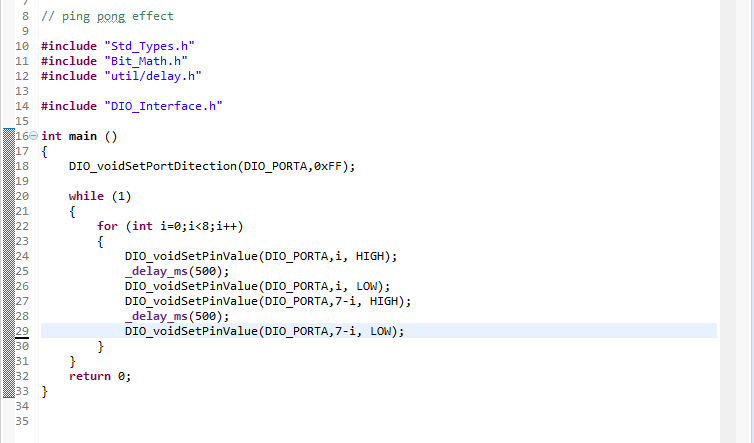 7
8 // ping pong effect
9
10 #include "Std_Types.h"
11 #include "Bit_Math.h"
12 #include "util/delay.h"
13
14 #include "DIO_Interface.h"
15
16 int main ()
17 {
18     DIO_voidSetPortDitection(DIO_PORTA,0xFF);
19
20     while (1)
21     {
22         for (int i=0;i<8;i++)
23         {
24             DIO_voidSetPinValue(DIO_PORTA,i, HIGH);
25             _delay_ms(500);
26             DIO_voidSetPinValue(DIO_PORTA,i, LOW);
27             DIO_voidSetPinValue(DIO_PORTA,7-i, HIGH);
28             _delay_ms(500);
29             DIO_voidSetPinValue(DIO_PORTA,7-i, LOW);
30         }
31     }
32     return 0;
33 }
34
35